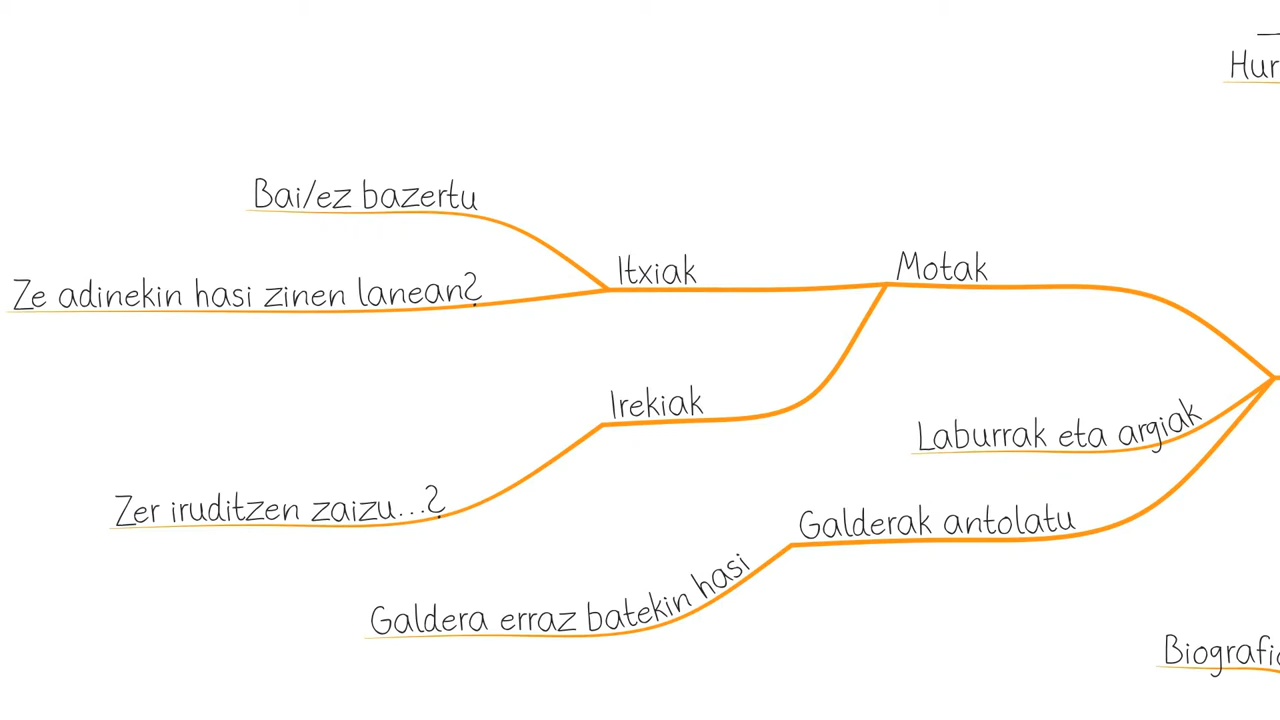 Bai/ez bazertu
Ze adinekin hasi zinen lanean?
Itxiak
Motak
Irekiak
Zer iruditzen zaizu...?
Laburrak eta argiak
Galderak antolatu
Galdera erraz batekin hasi